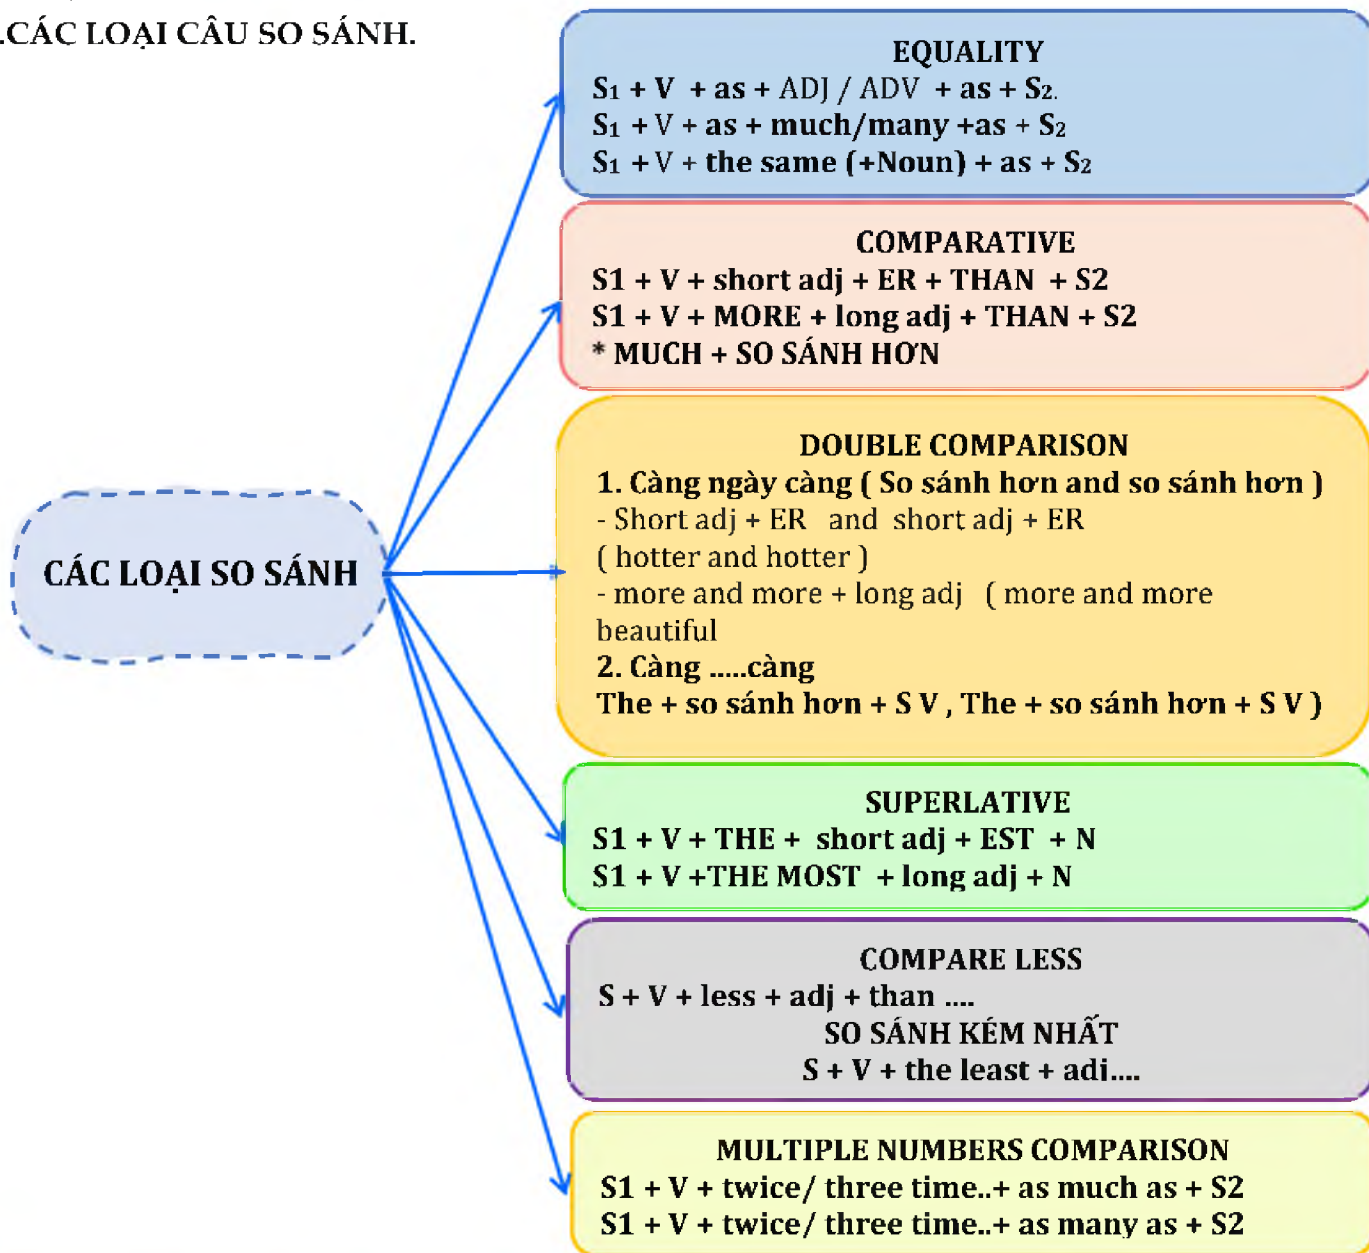 .CÁC LOẠI CÂU SO SÁNH.
EQUALITY
S₁ + V + as + ADJ / ADV + as + S₂.
S₁ + V + as + much/many +as + S₂
S₁ + V + the same (+Noun) + as + S₂
COMPARATIVE
S1 + V + short adj + ER + THAN + S2
S1 + V + MORE + long adj + THAN + S2
* MUCH + SO SÁNH HƠN
DOUBLE COMPARISON
1. Càng ngày càng ( So sánh hơn and so sánh hơn )
- Short adj + ER and short adj + ER
( hotter and hotter )
- more and more + long adj ( more and more
beautiful
2. Càng .....càng
The + so sánh hơn + S V , The + so sánh hơn + S V )
CÁC LOẠI SO SÁNH
SUPERLATIVE
S1 + V + THE + short adj + EST + N
S1 + V +THE MOST + long adj + N
COMPARE LESS
S + V + less + adj + than ....
SO SÁNH KÉM NHẤT
S + V + the least + adj....
MULTIPLE NUMBERS COMPARISON
S1 + V + twice/ three time..+ as much as + S2
S1 + V + twice/ three time..+ as many as + S2